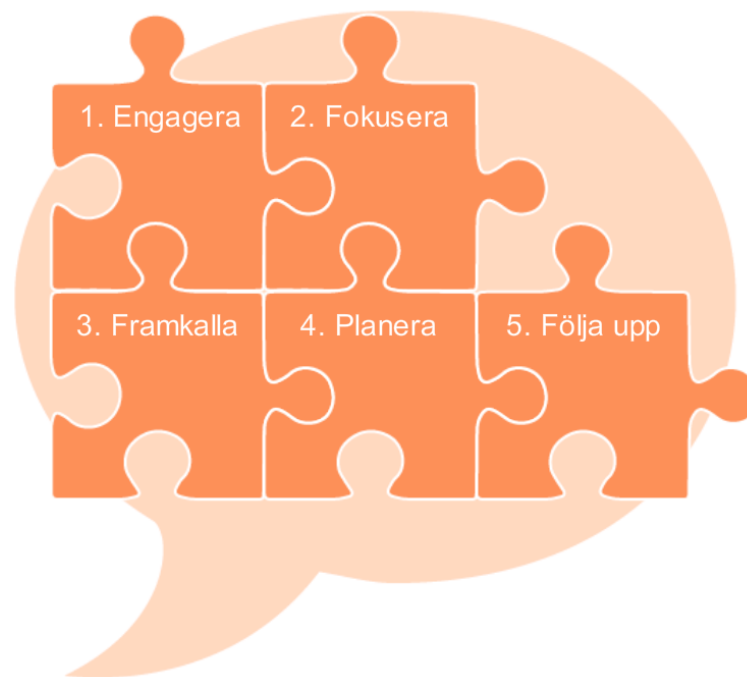 1. Engagera
2. Fokusera
3. Framkalla
4. Planera
5. Följa upp